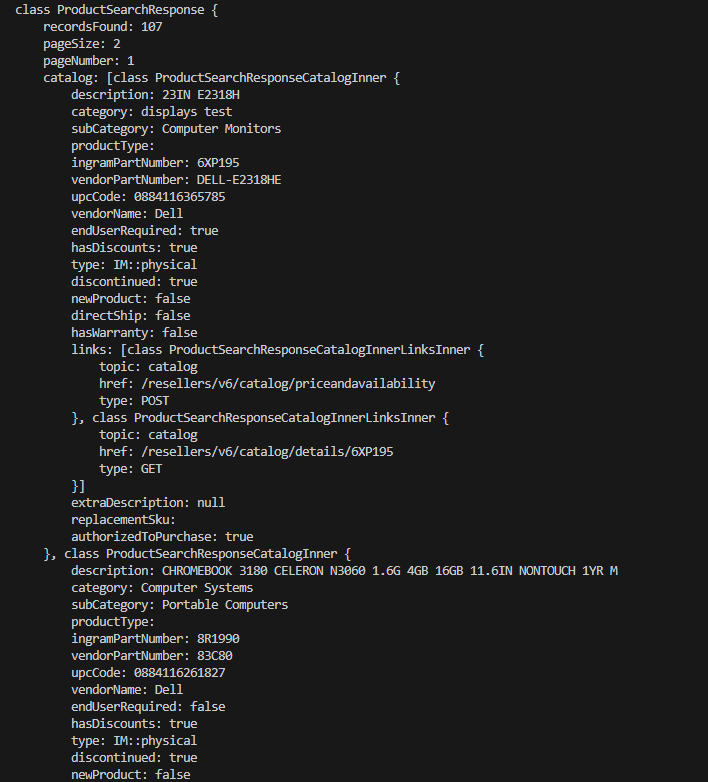 class ProductSearchResponse {
recordsFound: 107
pageSize: 2
pageNumber: 1
catalog: [class ProductSearchResponseCatalogInner {
description: 23IN E2318H
category: displays test
subCategory: Computer Monitors
productType:
ingramPartNumber: 6XP195
vendorPartNumber: DELL-E2318HE
upcCode: 0884116365785
vendorName: Dell
endUserRequired: true
hasDiscounts: true
type: IM::physical
discontinued: true
newProduct: false
directShip: false
hasWarranty: false
links: [class ProductSearchResponseCatalogInnerLinksInner {
topic: catalog
href: /resellers/v6/catalog/priceandavailability
type: POST
}, class ProductSearchResponseCatalogInnerLinksInner {
topic: catalog
href: /resellers/v6/catalog/details/6XP195
type: GET
}]
extraDescription: null
replacementSku:
authorizedToPurchase: true
}, class ProductSearchResponseCatalogInner {
description: CHROMEBOOK 3180 CELERON N3060 1.6G 4GB 16GB 11.6IN NONTOUCH 1YR M
category: Computer Systems
subCategory: Portable Computers
productType:
ingramPartNumber: 8R1990
vendorPartNumber: 83C80
upcCode: 0884116261827
vendorName: Dell
endUserRequired: false
hasDiscounts: true
type: IM::physical
discontinued: true
newProduct: false